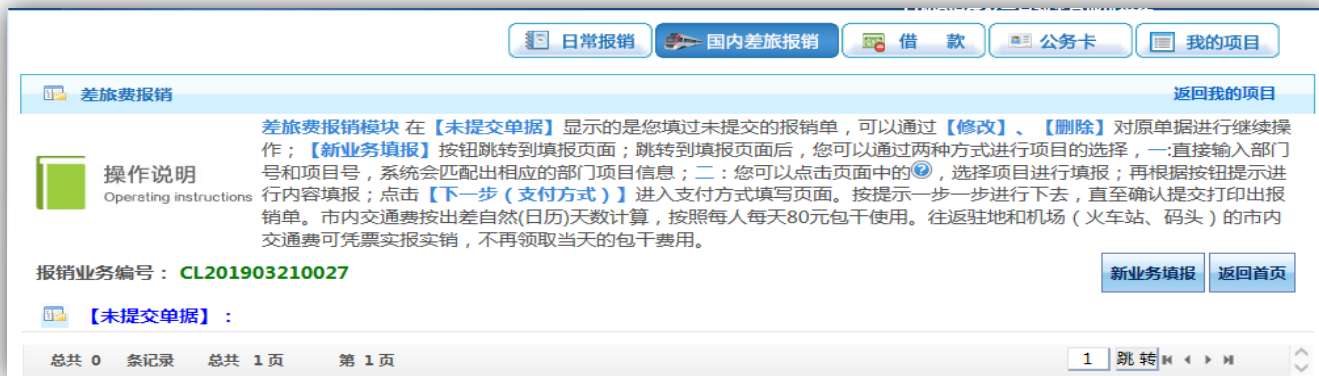 日常报销 国内差旅报销 借 款 公务卡 我的项目
差旅费报销 返回我的项目
差旅费报销模块 在【未提交单据】显示的是您填过未提交的报销单，可以通过【修改】、【删除】对原单据进行继续操
作；【新业务填报】按钮跳转到填报页面；跳转到填报页面后，您可以通过两种方式进行项目的选择，一:直接输入部门
号和项目号，系统会匹配出相应的部门项目信息；二：您可以点击页面中的?，选择项目进行填报；再根据按钮提示进
行内容填报；点击【下一步（支付方式）】进入支付方式填写页面。按提示一步一步进行下去，直至确认提交打印出报
销单。市内交通费按出差自然(日历)天数计算，按照每人每天80元包干使用。往返驻地和机场（火车站、码头）的市内
交通费可凭票实报实销，不再领取当天的包干费用。
操作说明
Operating instructions
报销业务编号： CL201903210027 新业务填报 返回首页
【未提交单据】：
总共 0 条记录 总共 1 页 第 1 页 1 跳 转